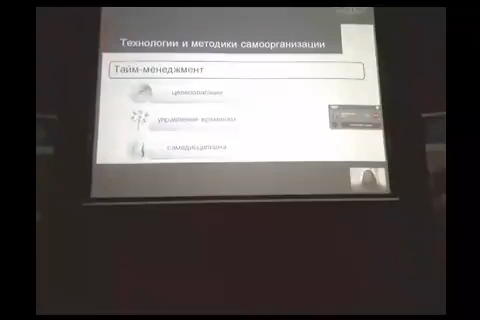 Технологии и методики самоорганизации
Тайм-менеджмент
целеполагание
управление временем
самодисциплина